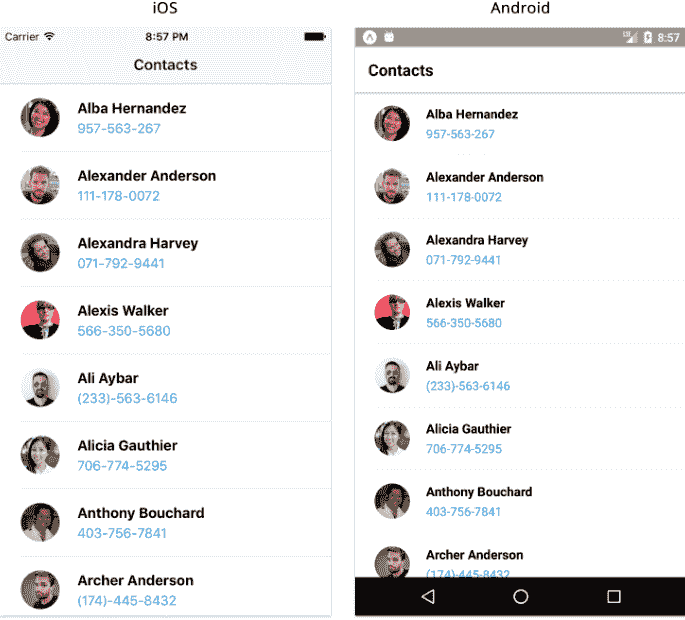 iOS
Carrier 8:57 PM
Contacts
Alba Hernandez
957-563-267
Alexander Anderson
111-178-0072
Alexandra Harvey
071-792-9441
Alexis Walker
566-350-5680
Ali Aybar
(233)-563-6146
Alicia Gauthier
706-774-5295
Anthony Bouchard
403-756-7841
Archer Anderson
(174)-445-8432
Android
LTE 8:57
Contacts
Alba Hernandez
957-563-267
Alexander Anderson
111-178-0072
Alexandra Harvey
071-792-9441
Alexis Walker
566-350-5680
Ali Aybar
(233)-563-6146
Alicia Gauthier
706-774-5295
Anthony Bouchard
403-756-7841
Archer Anderson
(174)-445-8432